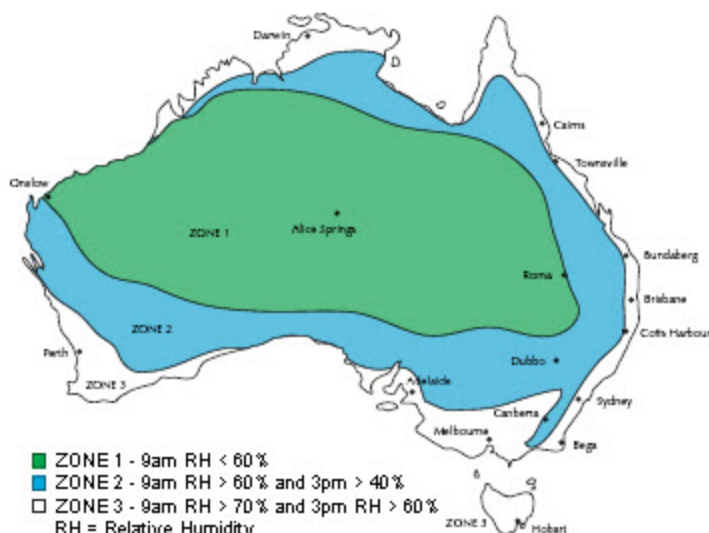 Darwin
Cairns
Townsville
Onslow
ZONE 1
Alice Springs
Bundaberg
Roma
Brisbane
ZONE 2
Cotts Harbour
Perth
Dubbo
ZONE 3
Adelaide
Sydney
Canberra
Melbourne
Bega
ZONE 1 - 9am RH < 60%
ZONE 2 - 9am RH > 60% and 3pm > 40%
ZONE 3 - 9am RH > 70% and 3pm RH > 60%
RH = Relative Humidity
ZONE 3
Hobart